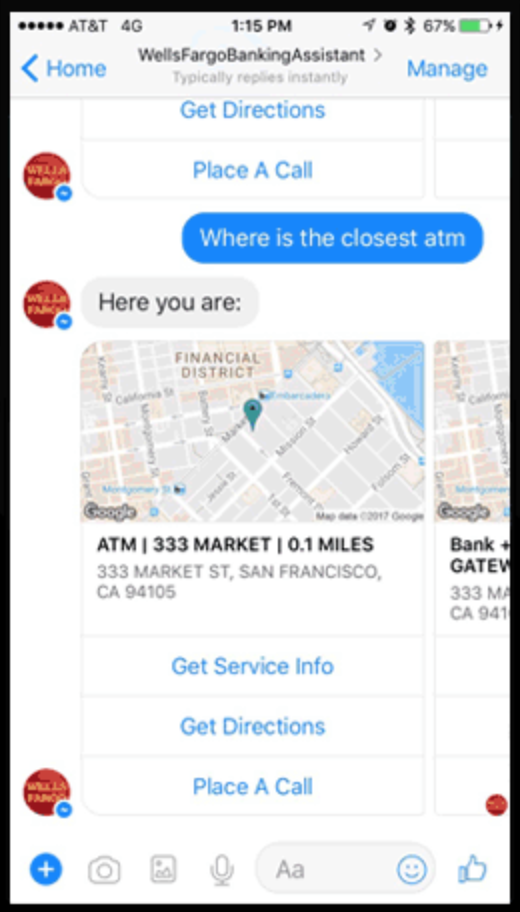 AT&T 4G 1:15 PM 67%
Home WellsFargoBankingAssistant Manage
Typically replies instantly
Get Directions
Place A Call
WELLS
FARGO
Where is the closest atm
WELLS
FARGO
Here you are:
FINANCIAL
DISTRICT
California St
Kearny St
Montgomery St
Battery St
Embarcadero
Market
Mission St
Howard St
Folsom St
Fremont
Jessie St
1st St
Grant
Montgomery St
Google
Map data ©2017 Google
Montgomery
Google
ATM | 333 MARKET | 0.1 MILES
333 MARKET ST, SAN FRANCISCO,
CA 94105
Bank +
GATEW
333 MA
CA 941
Get Service Info
Get Directions
Place A Call
WELLS
FARGO
Aa